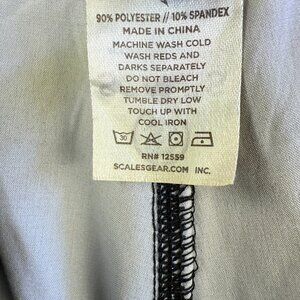 90% POLYESTER // 10% SPANDEX
MADE IN CHINA
MACHINE WASH COLD
WASH REDS AND
DARKS SEPARATELY
DO NOT BLEACH
REMOVE PROMPTLY
TUMBLE DRY LOW
TOUCH UP WITH
COOL IRON
30
RN# 12559
SCALESGEAR.COM INC.